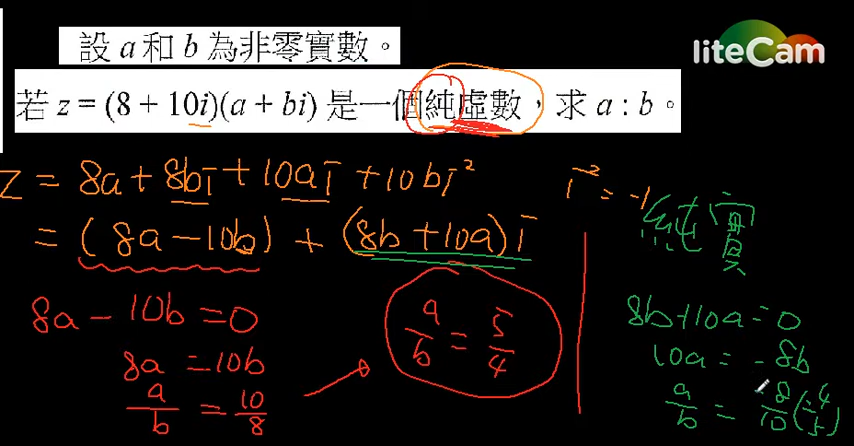 設 a 和 b 為非零實數。
liteCam
若 z = (8 + 10i)(a + bi) 是一個純虛數，求 a : b。
z = 8a + 8bi + 10ai + 10bi²
i² = -1
= (8a - 10b) + (8b + 10a)i
純實
8a - 10b = 0
8a = 10b
a/b = 10/8
a/b = 5/4
8b + 10a = 0
10a = -8b
a/b = -8/10 (-4/5)